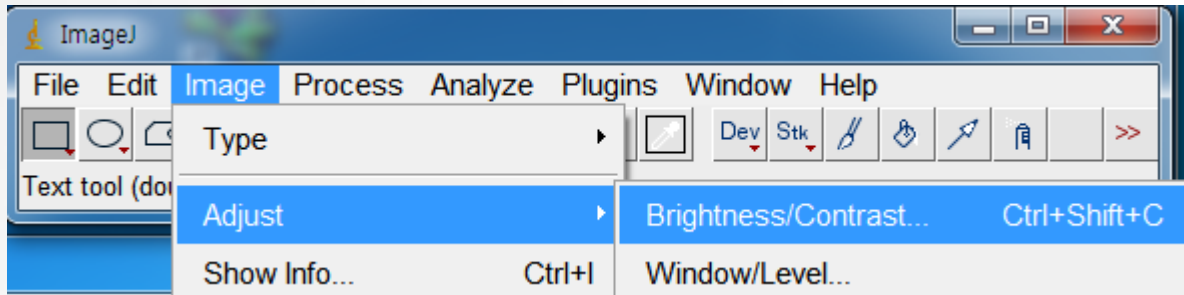 ImageJ
File Edit Image Process Analyze Plugins Window Help
Type Dev Stk >>
Text tool (dou
Adjust Brightness/Contrast... Ctrl+Shift+C
Show Info... Ctrl+I Window/Level...